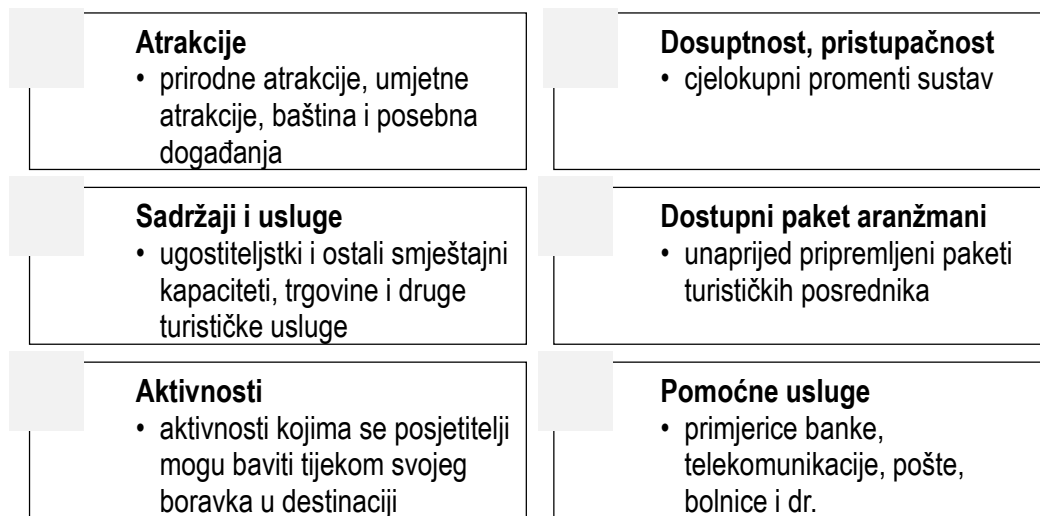 Atrakcije
• prirodne atrakcije, umjetne
atrakcije, baština i posebna
događanja
Dosuptnost, pristupačnost
• cjelokupni promenti sustav
Sadržaji i usluge
• ugostiteljstki i ostali smještajni
kapaciteti, trgovine i druge
turističke usluge
Dostupni paket aranžmani
• unaprijed pripremljeni paketi
turističkih posrednika
Aktivnosti
• aktivnosti kojima se posjetitelji
mogu baviti tijekom svojeg
boravka u destinaciji
Pomoćne usluge
• primjerice banke,
telekomunikacije, pošte,
bolnice i dr.